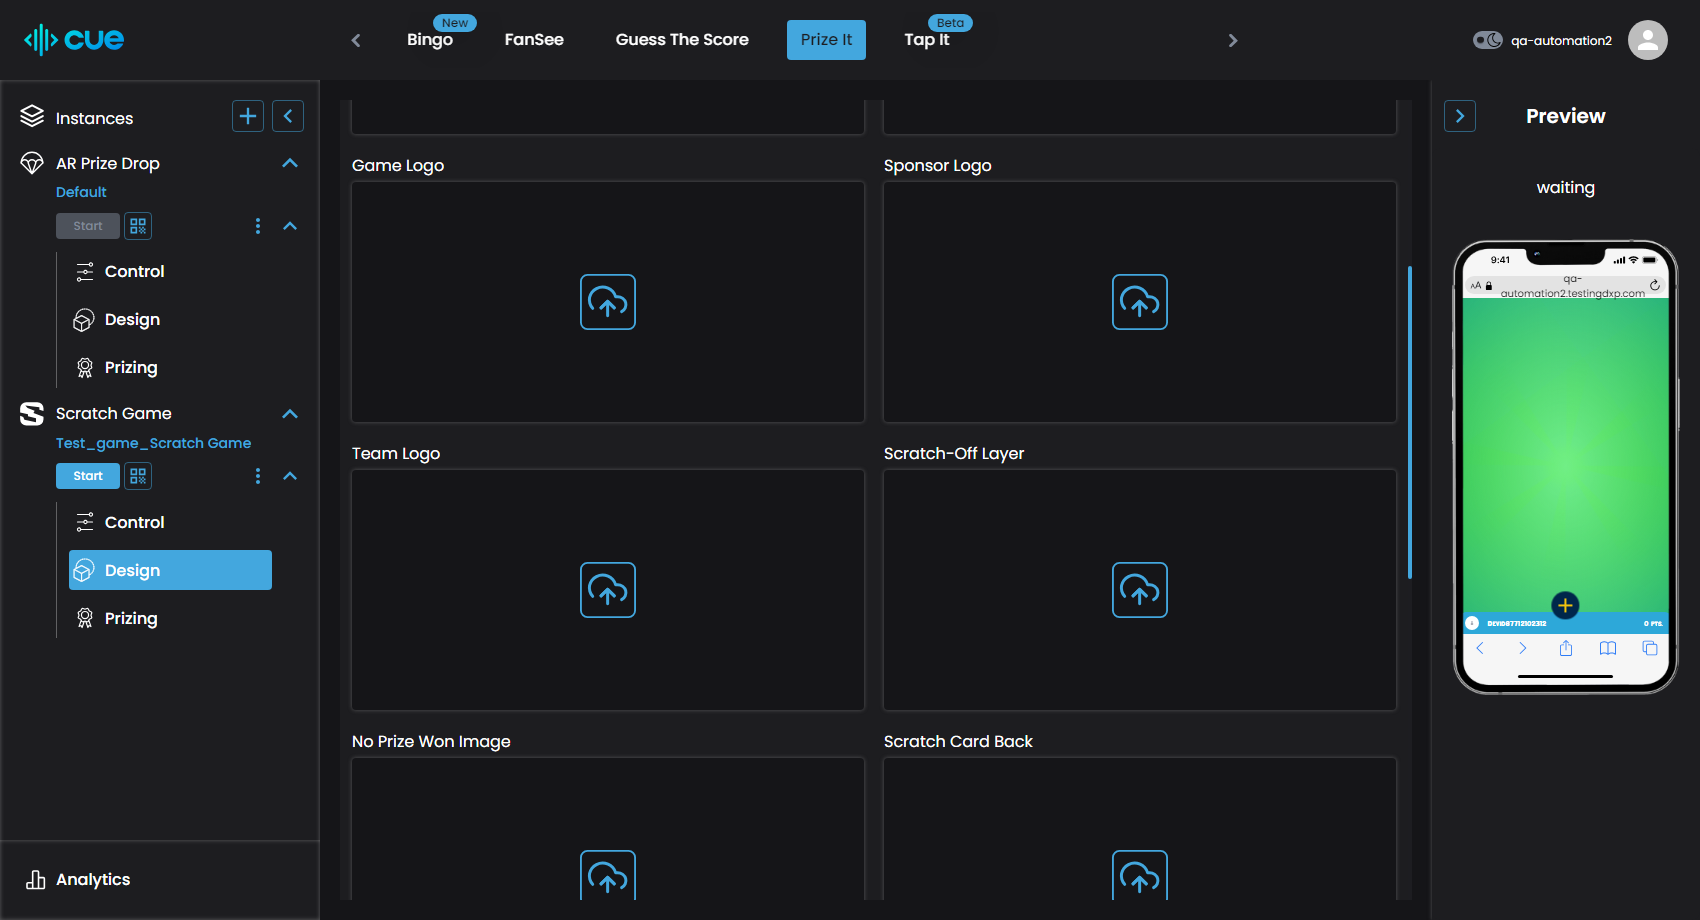 cue
New
Bingo
FanSee
Guess The Score
Prize It
Beta
Tap It
qa-automation2
Instances
AR Prize Drop
Default
Start
Control
Design
Prizing
Scratch Game
Test_game_Scratch Game
Start
Control
Design
Prizing
Analytics
Game Logo
Sponsor Logo
Team Logo
Scratch-Off Layer
No Prize Won Image
Scratch Card Back
Preview
waiting
9:41
AA
qa-
automation2.testingdxp.com
DEVID87712102312
0 PTS.